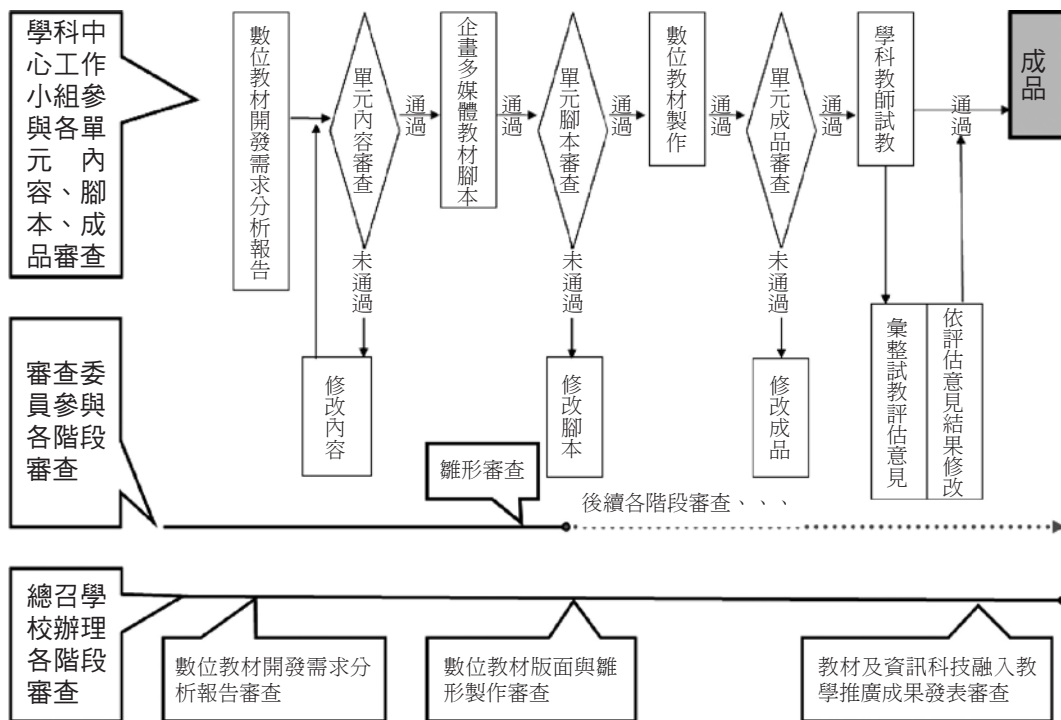 學科中
心工作
小組參
與各單
元 內
容、腳
本、成
品審查
數位教材開發需求分析報告
單元內容審查
通過
企畫多媒體教材腳本
通過
單元腳本審查
通過
數位教材製作
通過
單元成品審查
通過
學科教師試教
通過
成品
未通過
未通過
未通過
修改內容
修改腳本
修改成品
彙整試教評估意見
依評估意見結果修改
審查委
員參與
各階段
審查
雛形審查
後續各階段審查、、、
總召學
校辦理
各階段
審查
數位教材開發需求分
析報告審查
數位教材版面與雛
形製作審查
教材及資訊科技融入教
學推廣成果發表審查